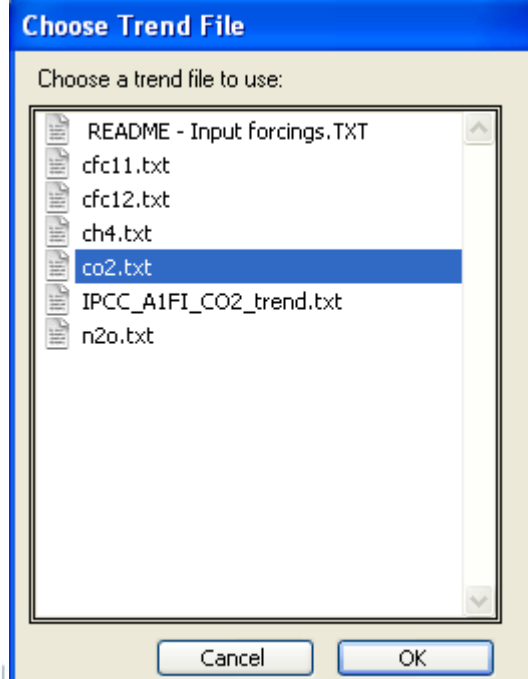 Choose Trend File
Choose a trend file to use:
README - Input forcings.TXT
cfc11.txt
cfc12.txt
ch4.txt
co2.txt
IPCC_A1FI_CO2_trend.txt
n2o.txt
Cancel OK